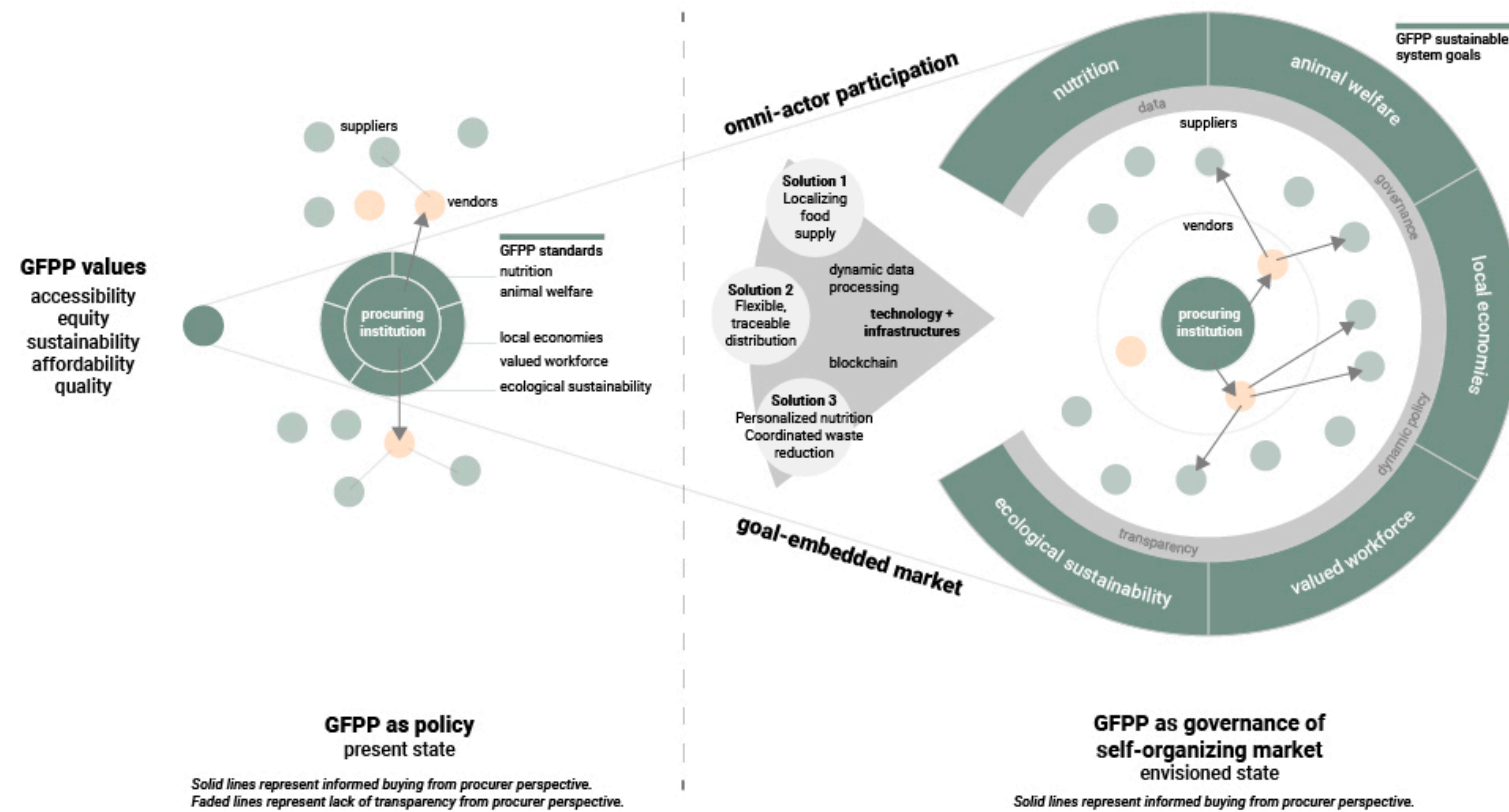 GFPP values
accessibility
equity
sustainability
affordability
quality
suppliers
vendors
procuring
institution
GFPP standards
nutrition
animal welfare
local economies
valued workforce
ecological sustainability
GFPP as policy
present state
Solid lines represent informed buying from procurer perspective.
Faded lines represent lack of transparency from procurer perspective.
omni-actor participation
Solution 1
Localizing
food
supply
Solution 2
Flexible,
traceable
distribution
Solution 3
Personalized nutrition
Coordinated waste
reduction
dynamic data
processing
technology +
infrastructures
blockchain
goal-embedded market
GFPP sustainable
system goals
nutrition
animal welfare
local economies
valued workforce
ecological sustainability
data
governance
dynamic policy
transparency
suppliers
vendors
procuring
institution
GFPP as governance of
self-organizing market
envisioned state
Solid lines represent informed buying from procurer perspective.